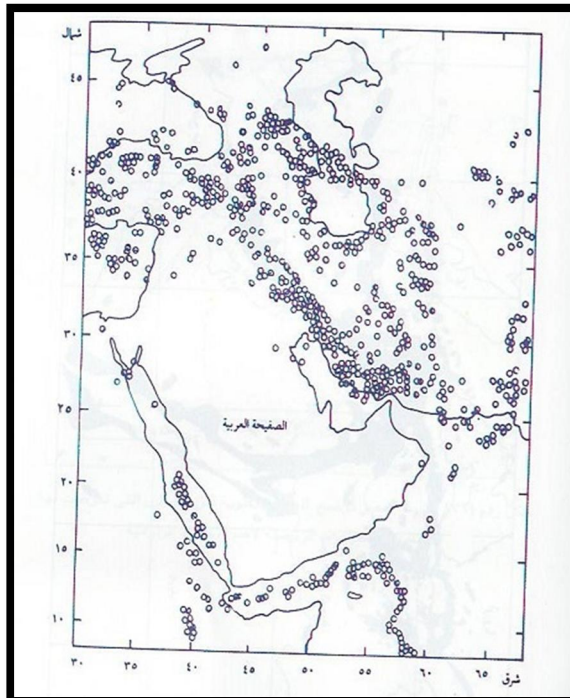 شمال
٤٥
٤٠
٣٥
٣٠
٢٥
الصفيحة العربية
٢٠
١٥
١٠
٣٠ ٣٥ ٤٠ ٤٥ ٥٠ ٥٥ ٦٠ ٦٥ شرق